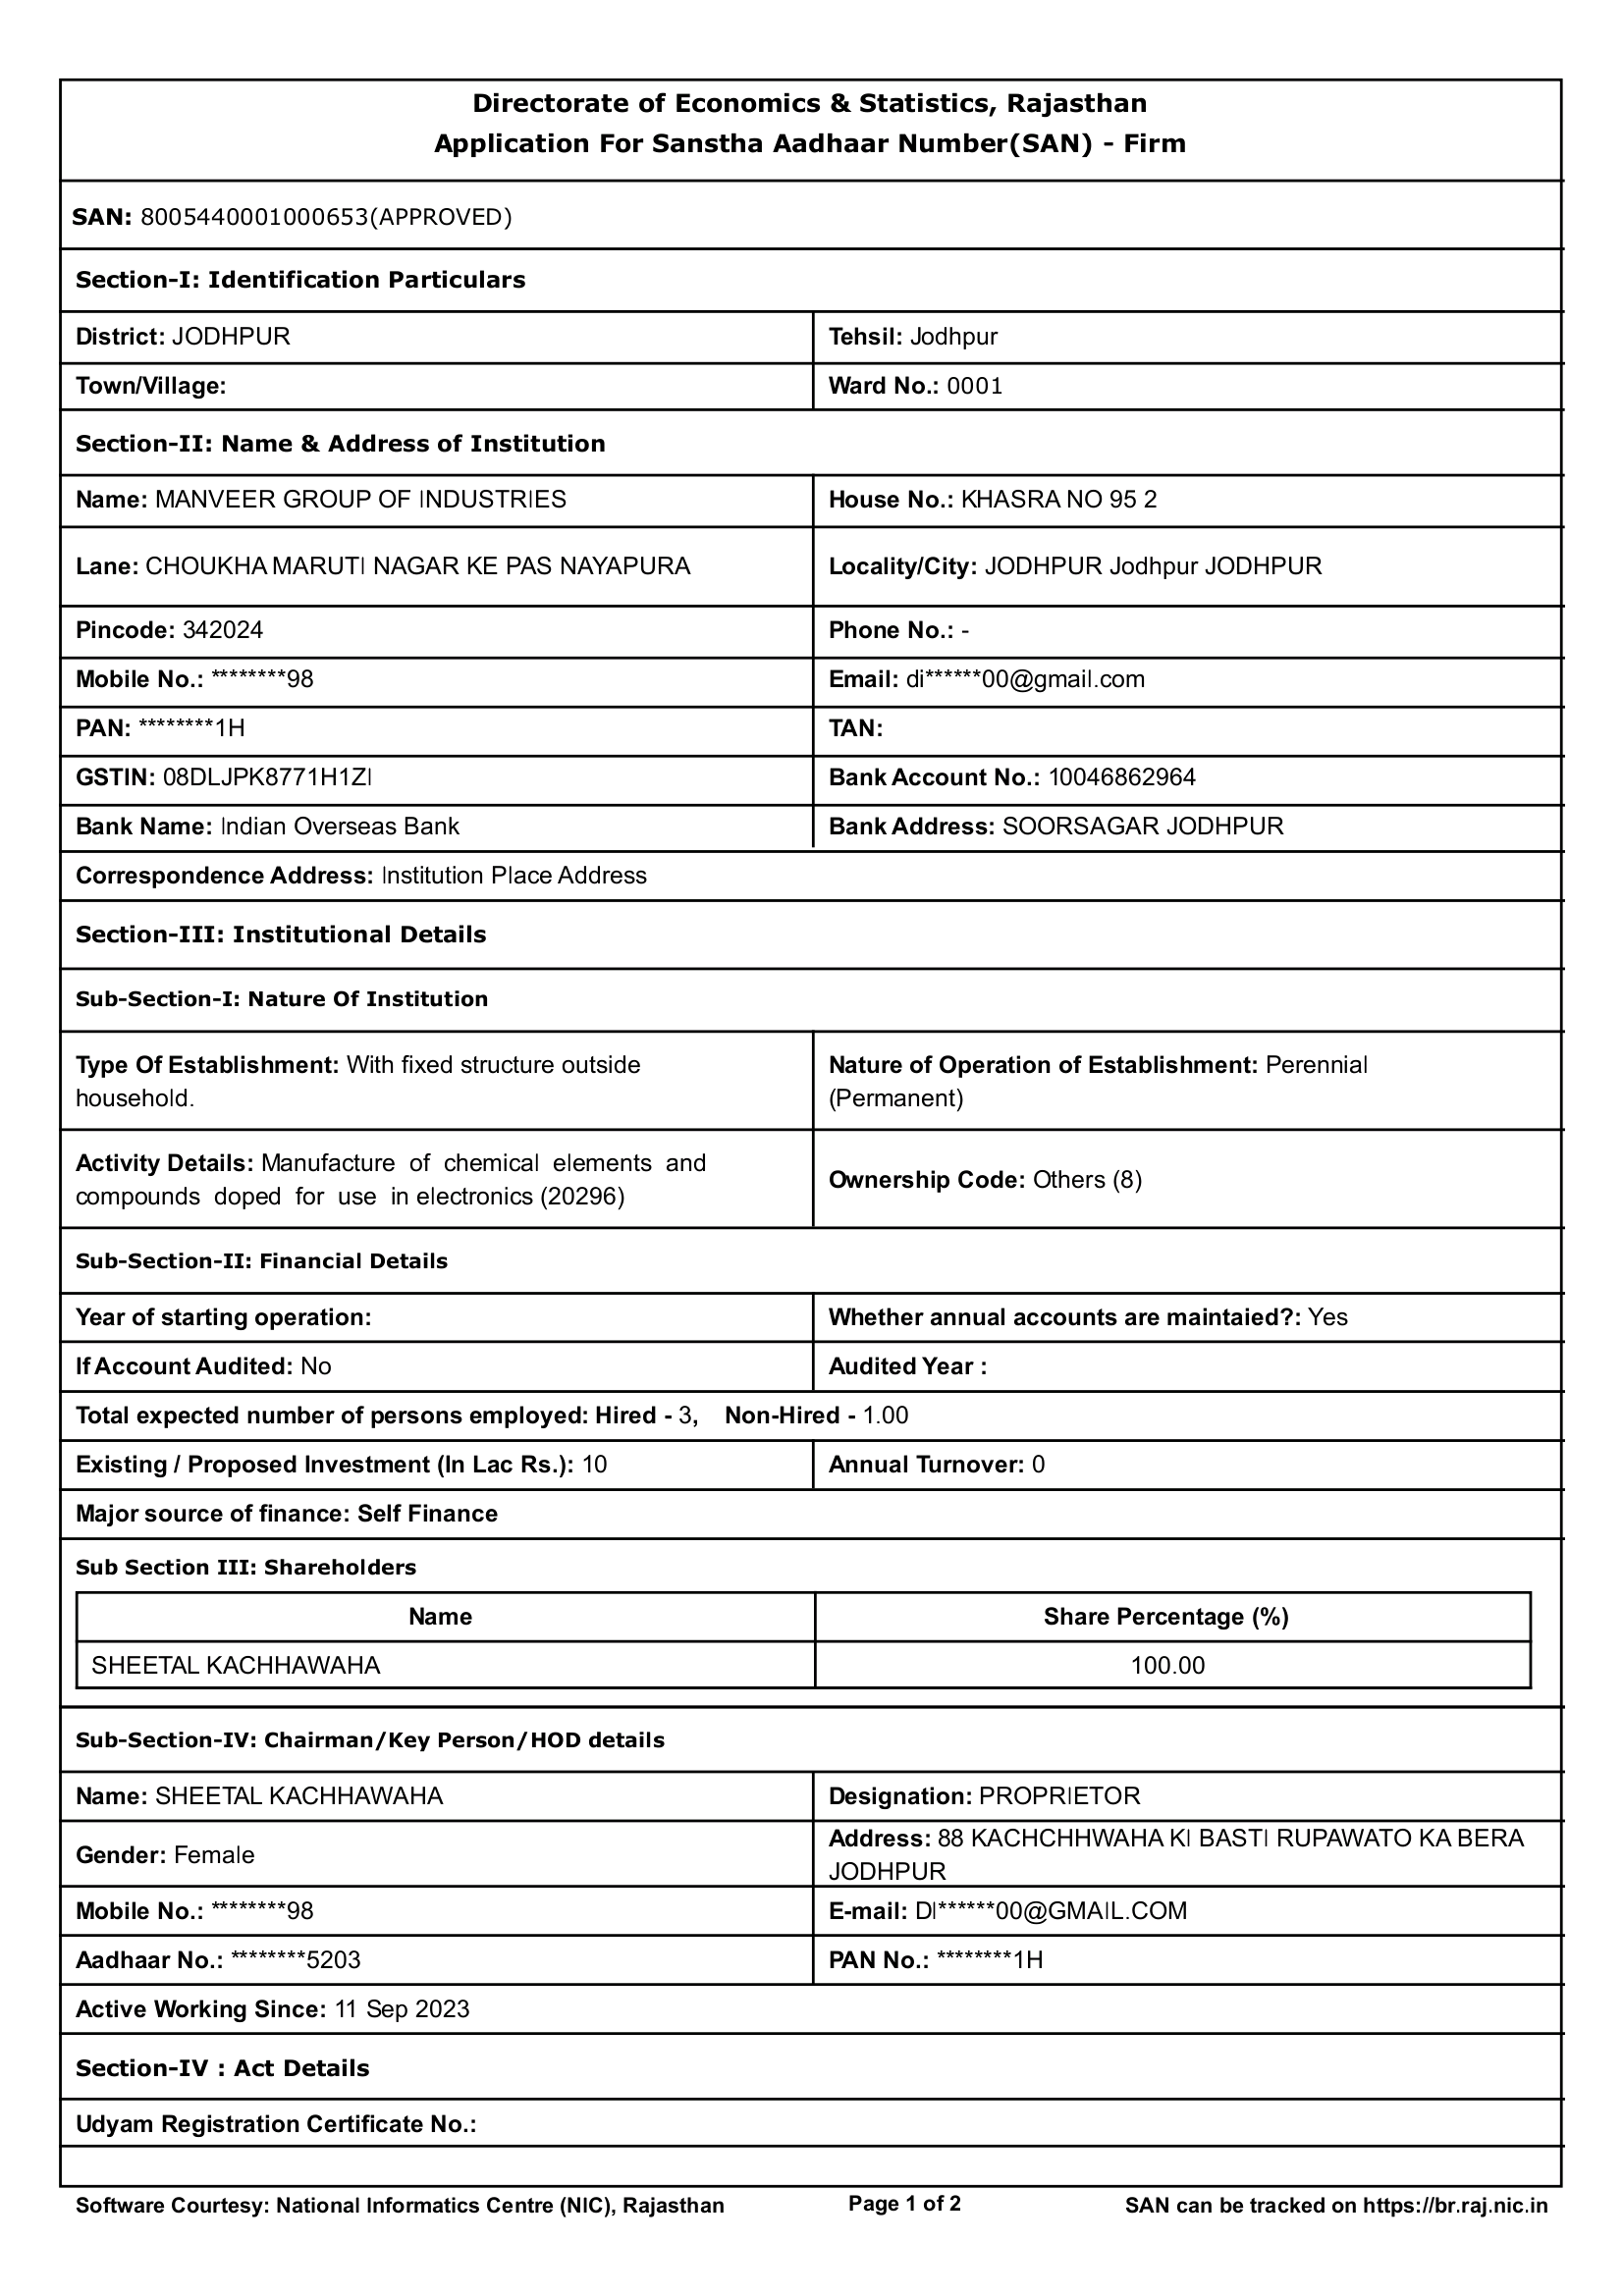 Directorate of Economics & Statistics, Rajasthan
Application For Sanstha Aadhaar Number(SAN) - Firm
SAN: 8005440001000653(APPROVED)
Section-I: Identification Particulars
District: JODHPUR
Tehsil: Jodhpur
Town/Village:
Ward No.: 0001
Section-II: Name & Address of Institution
Name: MANVEER GROUP OF INDUSTRIES
House No.: KHASRA NO 95 2
Lane: CHOUKHA MARUTI NAGAR KE PAS NAYAPURA
Locality/City: JODHPUR Jodhpur JODHPUR
Pincode: 342024
Phone No.: -
Mobile No.: ********98
Email: di******00@gmail.com
PAN: ********1H
TAN:
GSTIN: 08DLJPK8771H1ZI
Bank Account No.: 10046862964
Bank Name: Indian Overseas Bank
Bank Address: SOORSAGAR JODHPUR
Correspondence Address: Institution Place Address
Section-III: Institutional Details
Sub-Section-I: Nature Of Institution
Type Of Establishment: With fixed structure outside
household.
Nature of Operation of Establishment: Perennial
(Permanent)
Activity Details: Manufacture of chemical elements and
compounds doped for use in electronics (20296)
Ownership Code: Others (8)
Sub-Section-II: Financial Details
Year of starting operation:
Whether annual accounts are maintaied?: Yes
If Account Audited: No
Audited Year :
Total expected number of persons employed: Hired - 3, Non-Hired - 1.00
Existing / Proposed Investment (In Lac Rs.): 10
Annual Turnover: 0
Major source of finance: Self Finance
Sub Section III: Shareholders
Name
Share Percentage (%)
SHEETAL KACHHAWAHA
100.00
Sub-Section-IV: Chairman/Key Person/HOD details
Name: SHEETAL KACHHAWAHA
Designation: PROPRIETOR
Gender: Female
Address: 88 KACHCHHWAHA KI BASTI RUPAWATO KA BERA
JODHPUR
Mobile No.: ********98
E-mail: DI******00@GMAIL.COM
Aadhaar No.: ********5203
PAN No.: ********1H
Active Working Since: 11 Sep 2023
Section-IV : Act Details
Udyam Registration Certificate No.:
Software Courtesy: National Informatics Centre (NIC), Rajasthan
Page 1 of 2
SAN can be tracked on https://br.raj.nic.in